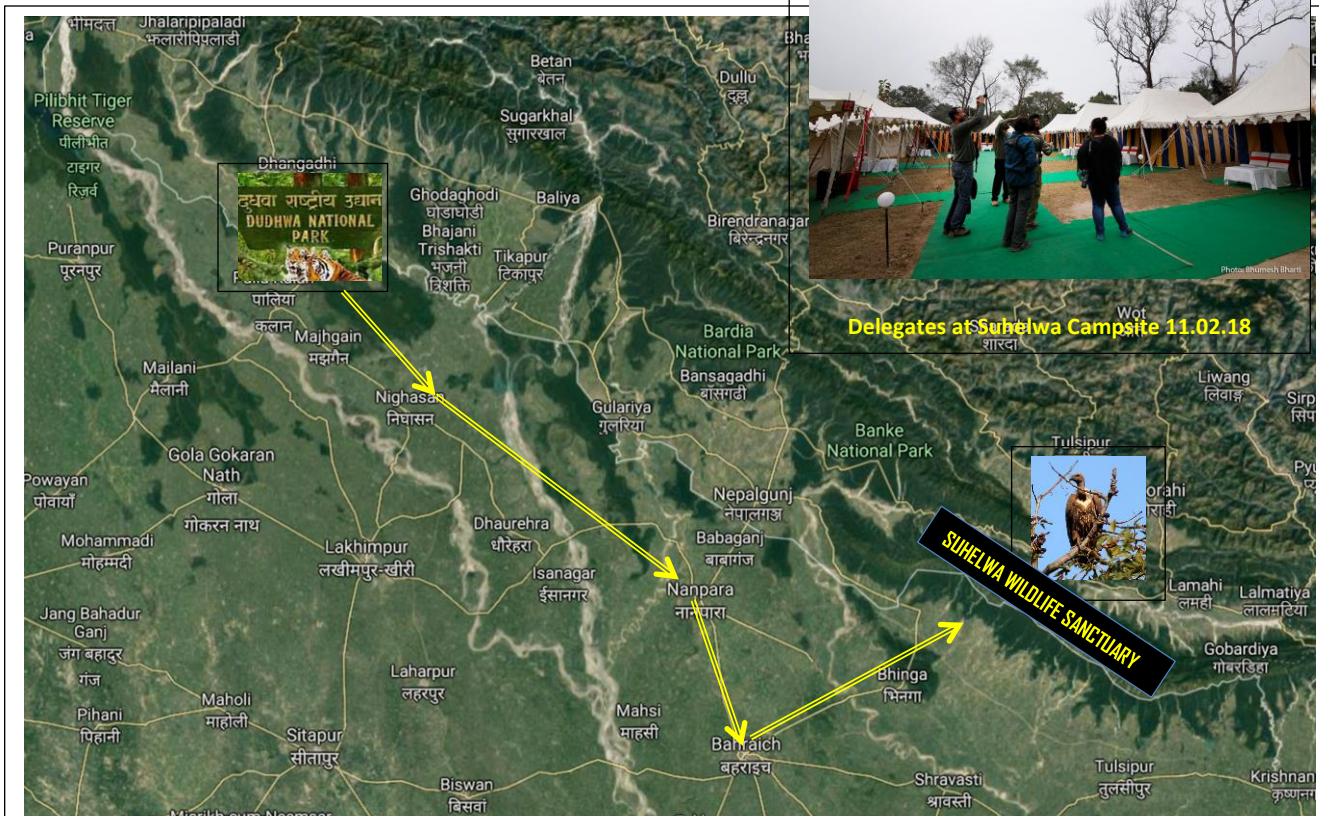 भीमदत्त
Jhalaripipaladi
झलारीपिपलाडी
Betan
बेतन
Dullu
दुल्लु
Pilibhit Tiger
Reserve
पीलीभीत
टाइगर
रिज़र्व
Sugarkhal
सुगारखाल
Dhangadhi
दुधवा राष्ट्रीय उद्यान
DUDHWA NATIONAL
PARK
Ghodaghodi
घोडाघोडी
Baliya
Bhajani
Trishakti
भजनी
त्रिशक्ति
Tikapur
टिकापुर
Birendranagar
बिरेन्द्रनगर
Photo: Bhumesh Bharti
Delegates at Suhelwa Campsite 11.02.18
Puranpur
पूरनपुर
पालिया
कलान
Majhgain
मझगैन
शारदा
Wot
Bardia
National Park
Mailani
मैलानी
Bansagadhi
बाँसगढी
Liwang
लिवाङ्ग
Nighasan
निघासन
Gulariya
गुलरिया
Banke
National Park
Tulsipur
Gola Gokaran
Nath
गोला
गोकरन नाथ
Powayan
पोवायाँ
Nepalgunj
नेपालगञ्ज
Mohammadi
मोहम्मदी
Lakhimpur
लखीमपुर-खीरी
Dhaurehra
धौरेहरा
Babaganj
बाबागंज
SUHELWA WILDLIFE SANCTUARY
Isanagar
ईसानगर
Nanpara
नानपारा
Lamahi
लमही
Lalmatiya
लालमटिया
Jang Bahadur
Ganj
जंग बहादुर
गंज
Gobardiya
गोबरडिहा
Laharpur
लहरपुर
Bhinga
भिनगा
Maholi
माहोली
Pihani
पिहानी
Mahsi
माहसी
Sitapur
सीतापुर
Bahraich
बहराइच
Biswan
बिसवां
Shravasti
श्रावस्ती
Tulsipur
तुलसीपुर
Krishnan